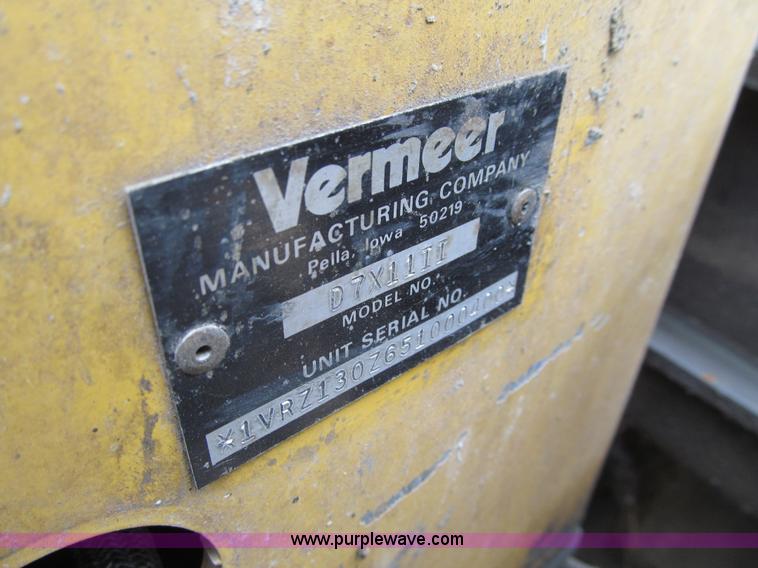 Vermeer
MANUFACTURING COMPANY
Pella, Iowa 50219
D7X11II
MODEL NO.
UNIT SERIAL NO.
www.purplewave.com